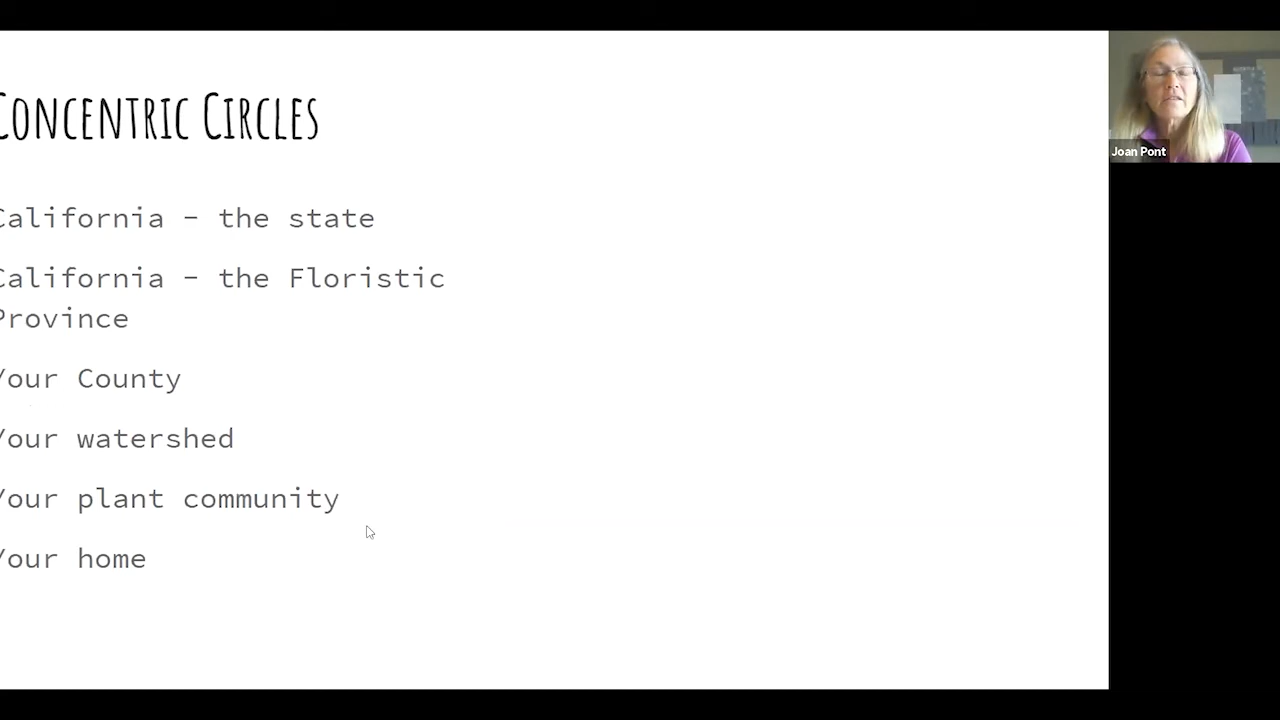 Concentric Circles
California – the state
California – the Floristic
Province
Your County
Your watershed
Your plant community
Your home
Joan Pont